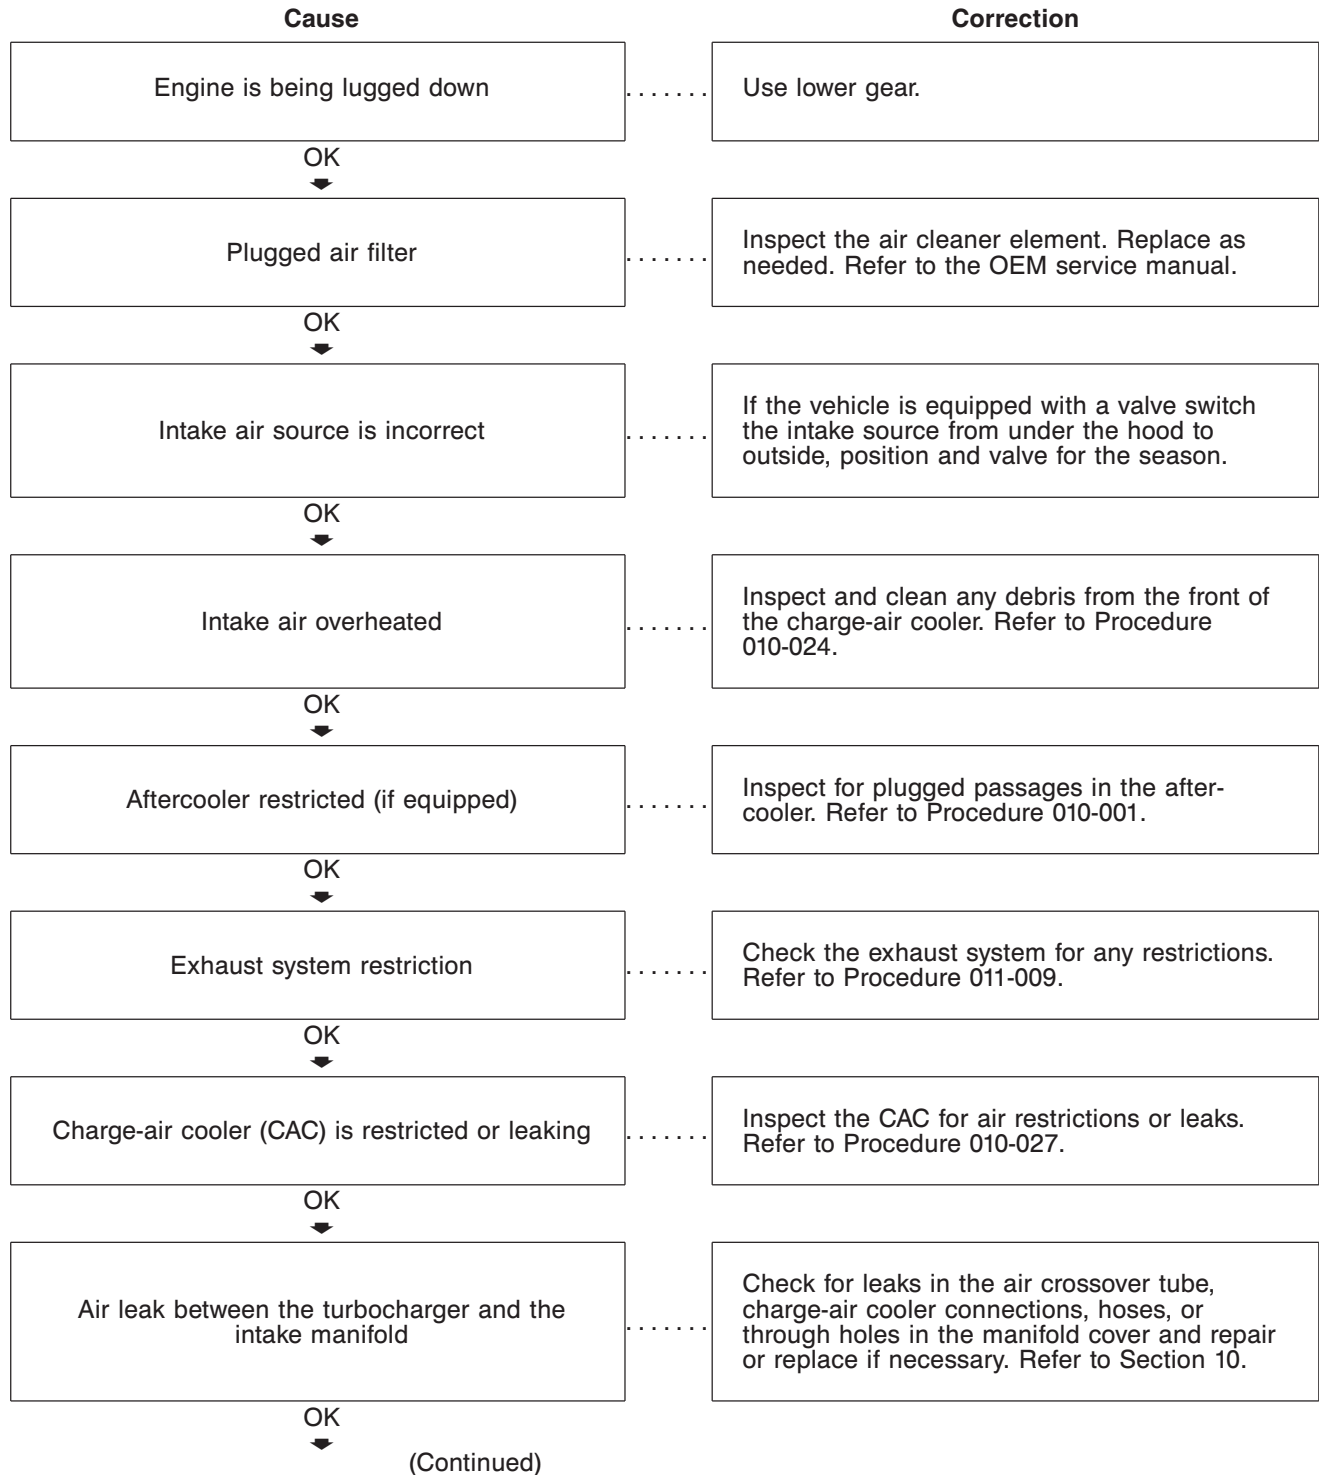 Cause
Correction
Engine is being lugged down
. . . . . . .
Use lower gear.
OK
Plugged air filter
. . . . . . .
Inspect the air cleaner element. Replace as
needed. Refer to the OEM service manual.
OK
Intake air source is incorrect
. . . . . . .
If the vehicle is equipped with a valve switch
the intake source from under the hood to
outside, position and valve for the season.
OK
Intake air overheated
. . . . . . .
Inspect and clean any debris from the front of
the charge-air cooler. Refer to Procedure
010-024.
OK
Aftercooler restricted (if equipped)
. . . . . . .
Inspect for plugged passages in the after-
cooler. Refer to Procedure 010-001.
OK
Exhaust system restriction
. . . . . . .
Check the exhaust system for any restrictions.
Refer to Procedure 011-009.
OK
Charge-air cooler (CAC) is restricted or leaking
. . . . . . .
Inspect the CAC for air restrictions or leaks.
Refer to Procedure 010-027.
OK
Air leak between the turbocharger and the
intake manifold
. . . . . . .
Check for leaks in the air crossover tube,
charge-air cooler connections, hoses, or
through holes in the manifold cover and repair
or replace if necessary. Refer to Section 10.
OK
(Continued)